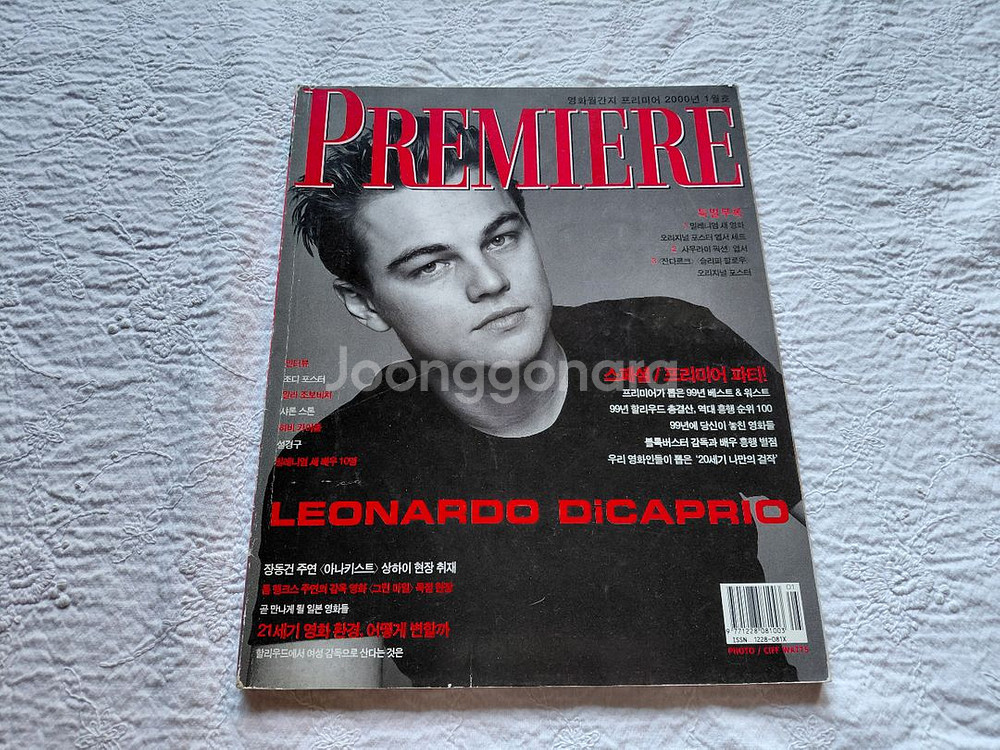 영화월간지 프리미어 2000년 1월호
PREMIERE
특별부록
1 밀레니엄 새 영화
오리지널 포스터 엽서 세트
2 사무라이 픽션 엽서
3 잔다르크 슬리피 할로우
오리지널 포스터
인터뷰
조디 포스터
밀라 조보비치
샤론 스톤
하비 카이틀
설경구
밀레니엄 새 배우 10명
Joonggonara
스페셜 / 프리미어 파티!
프리미어가 뽑은 99년 베스트 & 워스트
99년 할리우드 총결산, 역대 흥행 순위 100
99년에 당신이 놓친 영화들
블록버스터 감독과 배우 흥행 별점
우리 영화인들이 뽑은 '20세기 나만의 걸작'
LEONARDO DiCAPRIO
장동건 주연 〈아나키스트〉 상하이 현장 취재
톰 행크스 주연의 감옥 영화 〈그린 마일〉 독점 현장
곧 만나게 될 일본 영화들
21세기 영화 환경, 어떻게 변할까
할리우드에서 여성 감독으로 산다는 것은
01
9 771228 081003
ISSN 1228-081X
PHOTO / CIFF WATTS